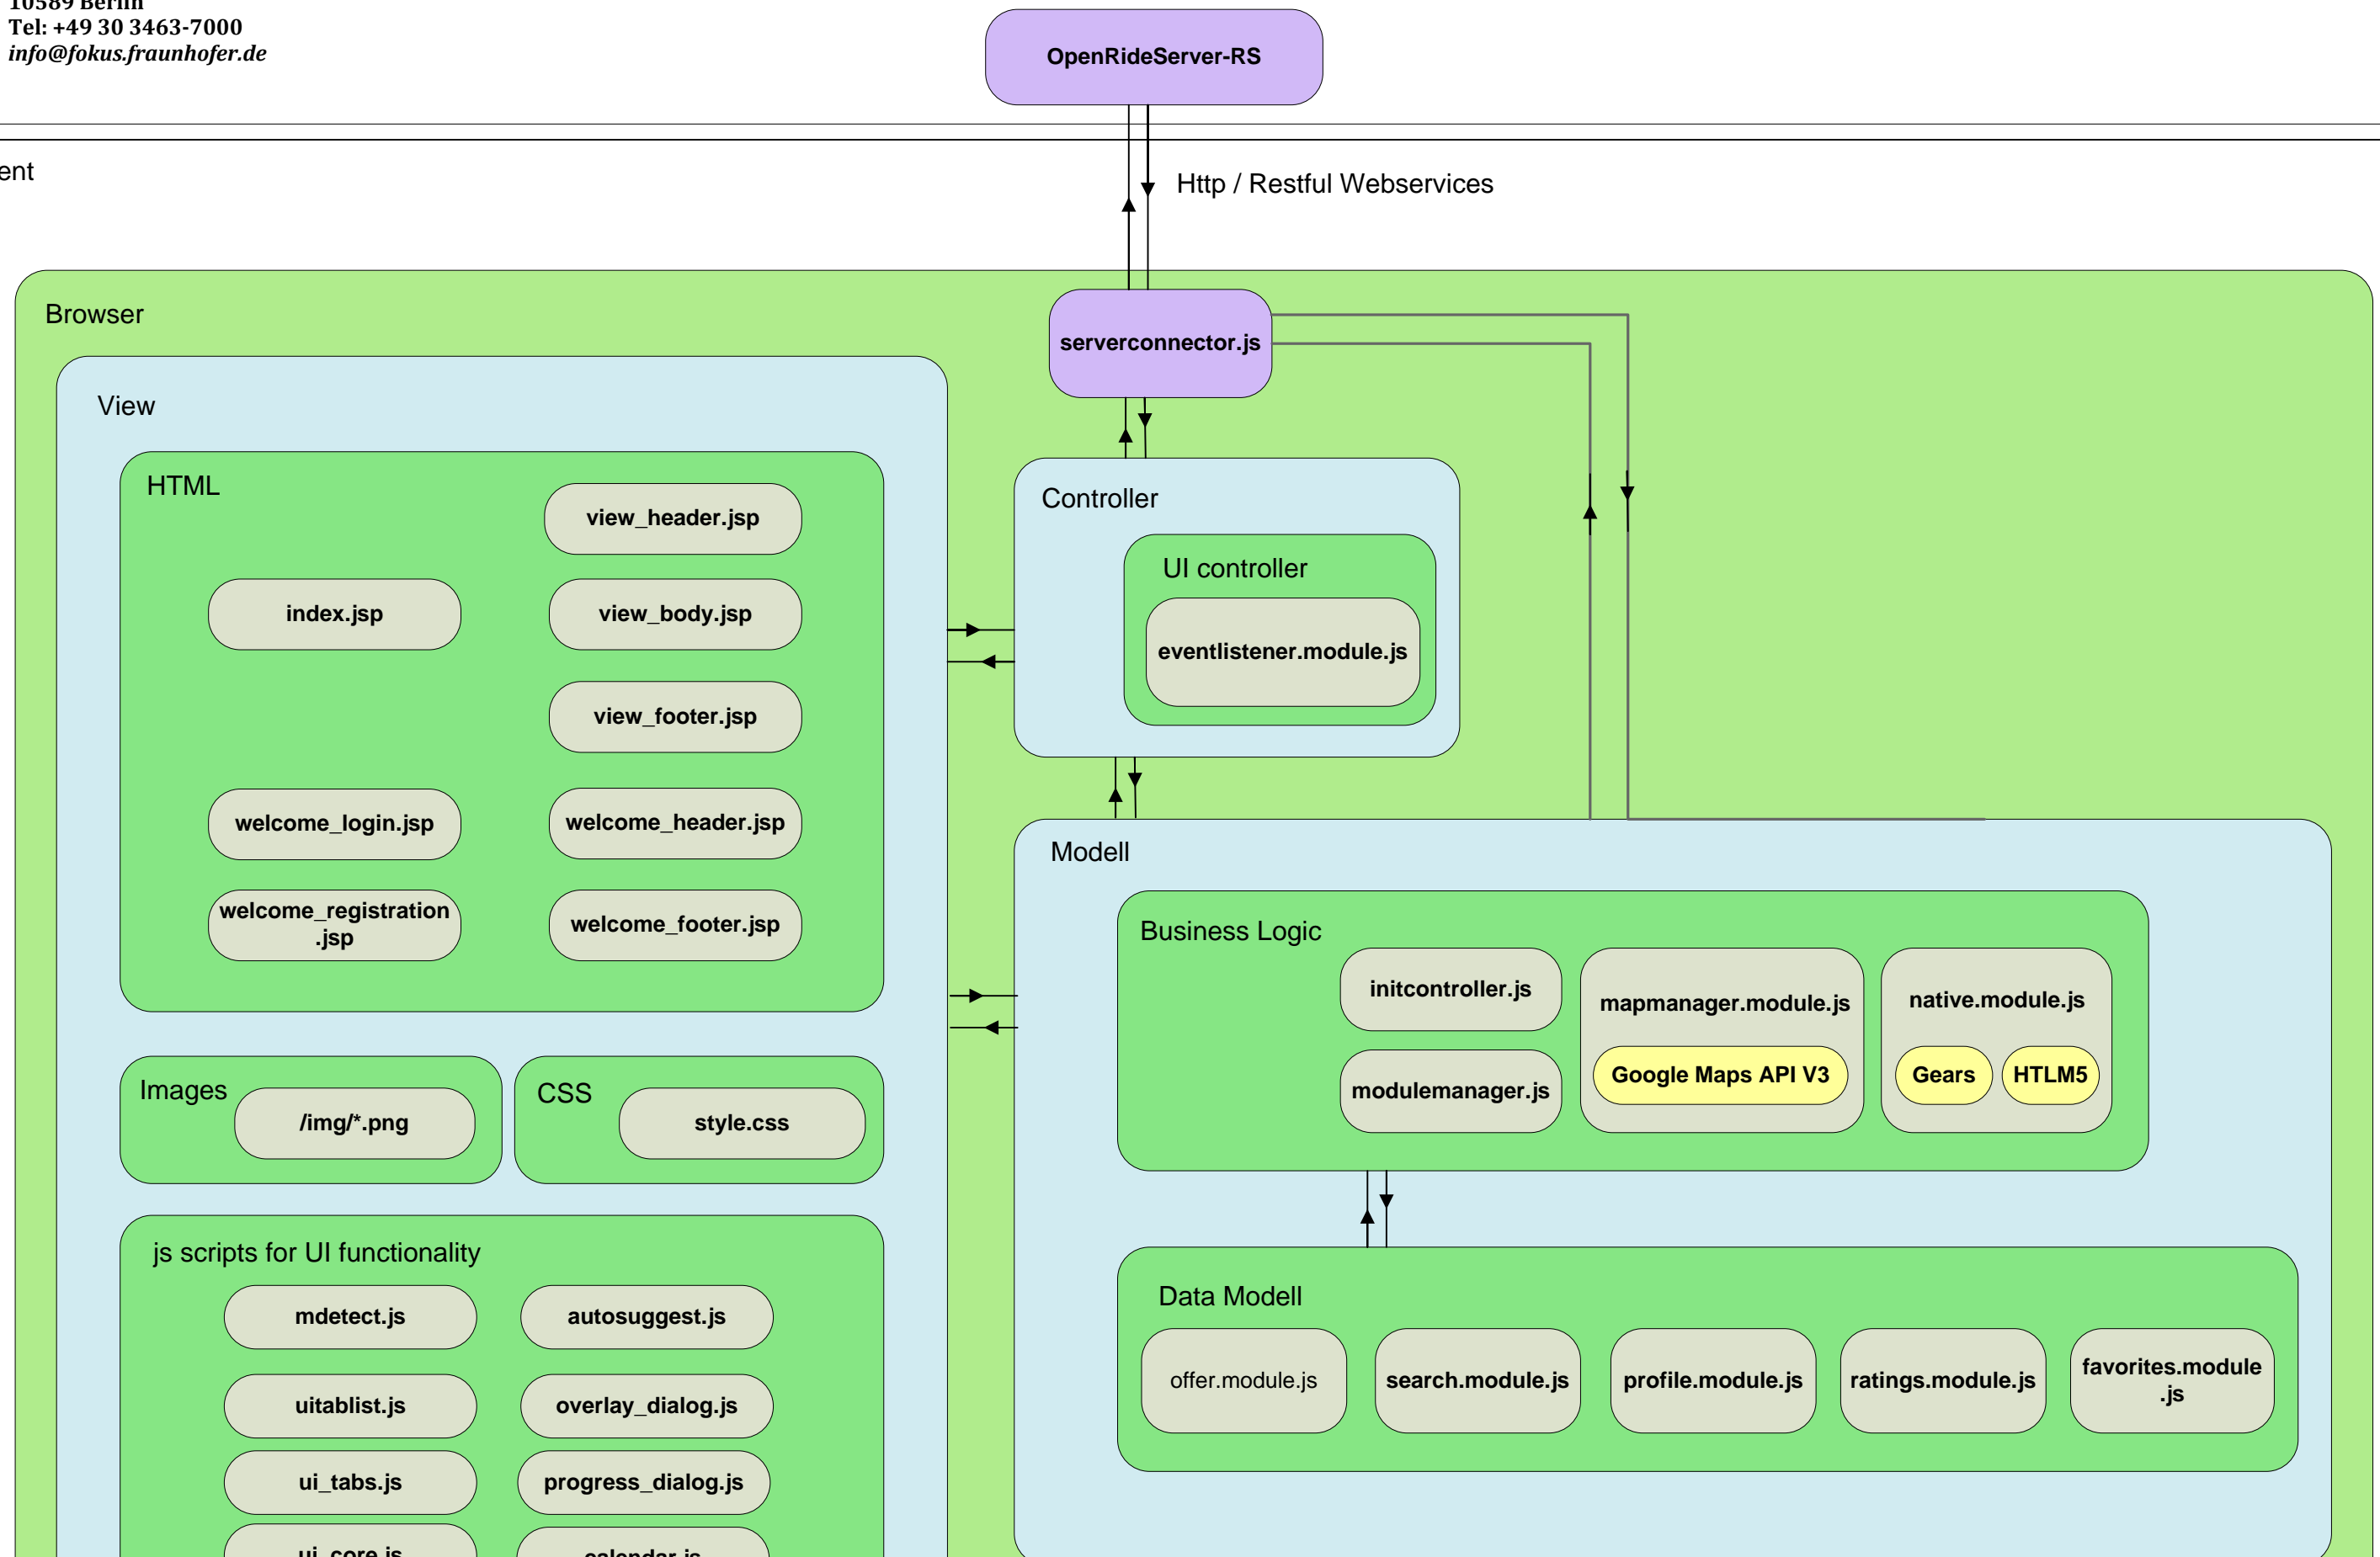 10589 Berlin
Tel: +49 30 3463-7000
info@fokus.fraunhofer.de
OpenRideServer-RS
ent
Http / Restful Webservices
Browser
serverconnector.js
View
HTML
view_header.jsp
index.jsp
view_body.jsp
view_footer.jsp
welcome_login.jsp
welcome_header.jsp
welcome_registration
.jsp
welcome_footer.jsp
Controller
UI controller
eventlistener.module.js
Modell
Business Logic
initcontroller.js
mapmanager.module.js
native.module.js
modulemanager.js
Google Maps API V3
Gears
HTLM5
Images
/img/*.png
CSS
style.css
js scripts for UI functionality
mdetect.js
autosuggest.js
uitablist.js
overlay_dialog.js
ui_tabs.js
progress_dialog.js
ui_core.js
calendar.js
Data Modell
offer.module.js
search.module.js
profile.module.js
ratings.module.js
favorites.module
.js